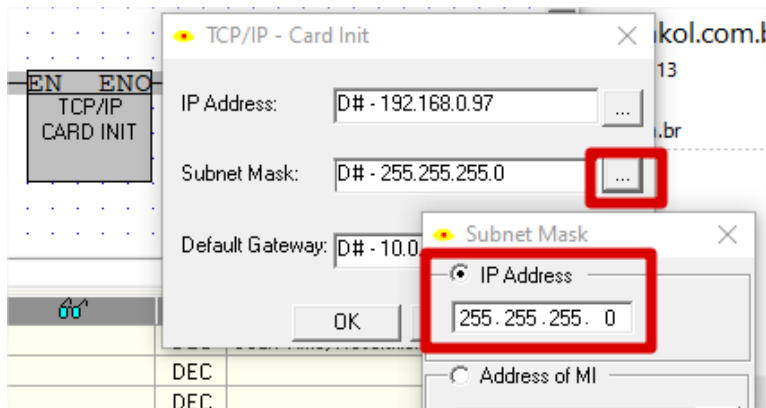 TCP/IP - Card Init
kol.com.b
13
.br
EN ENO
TCP/IP
CARD INIT
IP Address: D# - 192.168.0.97 ...
Subnet Mask: D# - 255.255.255.0 ...
Default Gateway: D# - 10.0.
OK
Subnet Mask
IP Address
255.255.255. 0
Address of MI
DEC
DEC